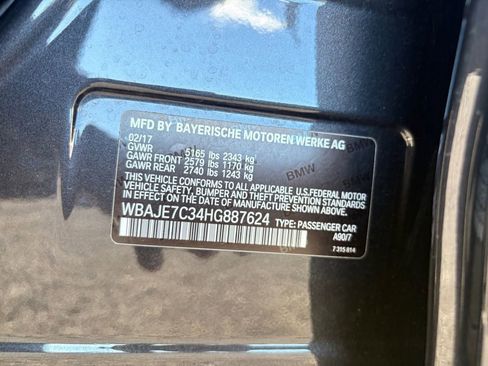 MFD BY BAYERISCHE MOTOREN WERKE AG
02/17
GVWR 5165 lbs 2343 kg
GAWR FRONT 2579 lbs 1170 kg
GAWR REAR 2740 lbs 1243 kg
THIS VEHICLE CONFORMS TO ALL APPLICABLE U.S.FEDERAL MOTOR
VEHICLE SAFETY, BUMPER, AND THEFT PREVENTION STANDARDS
IN EFFECT ON THE DATE OF MANUFACTURE SHOWN ABOVE.
WBAJE7C34HG887624 TYPE: PASSENGER CAR
A90/7
7 315 814
BMW